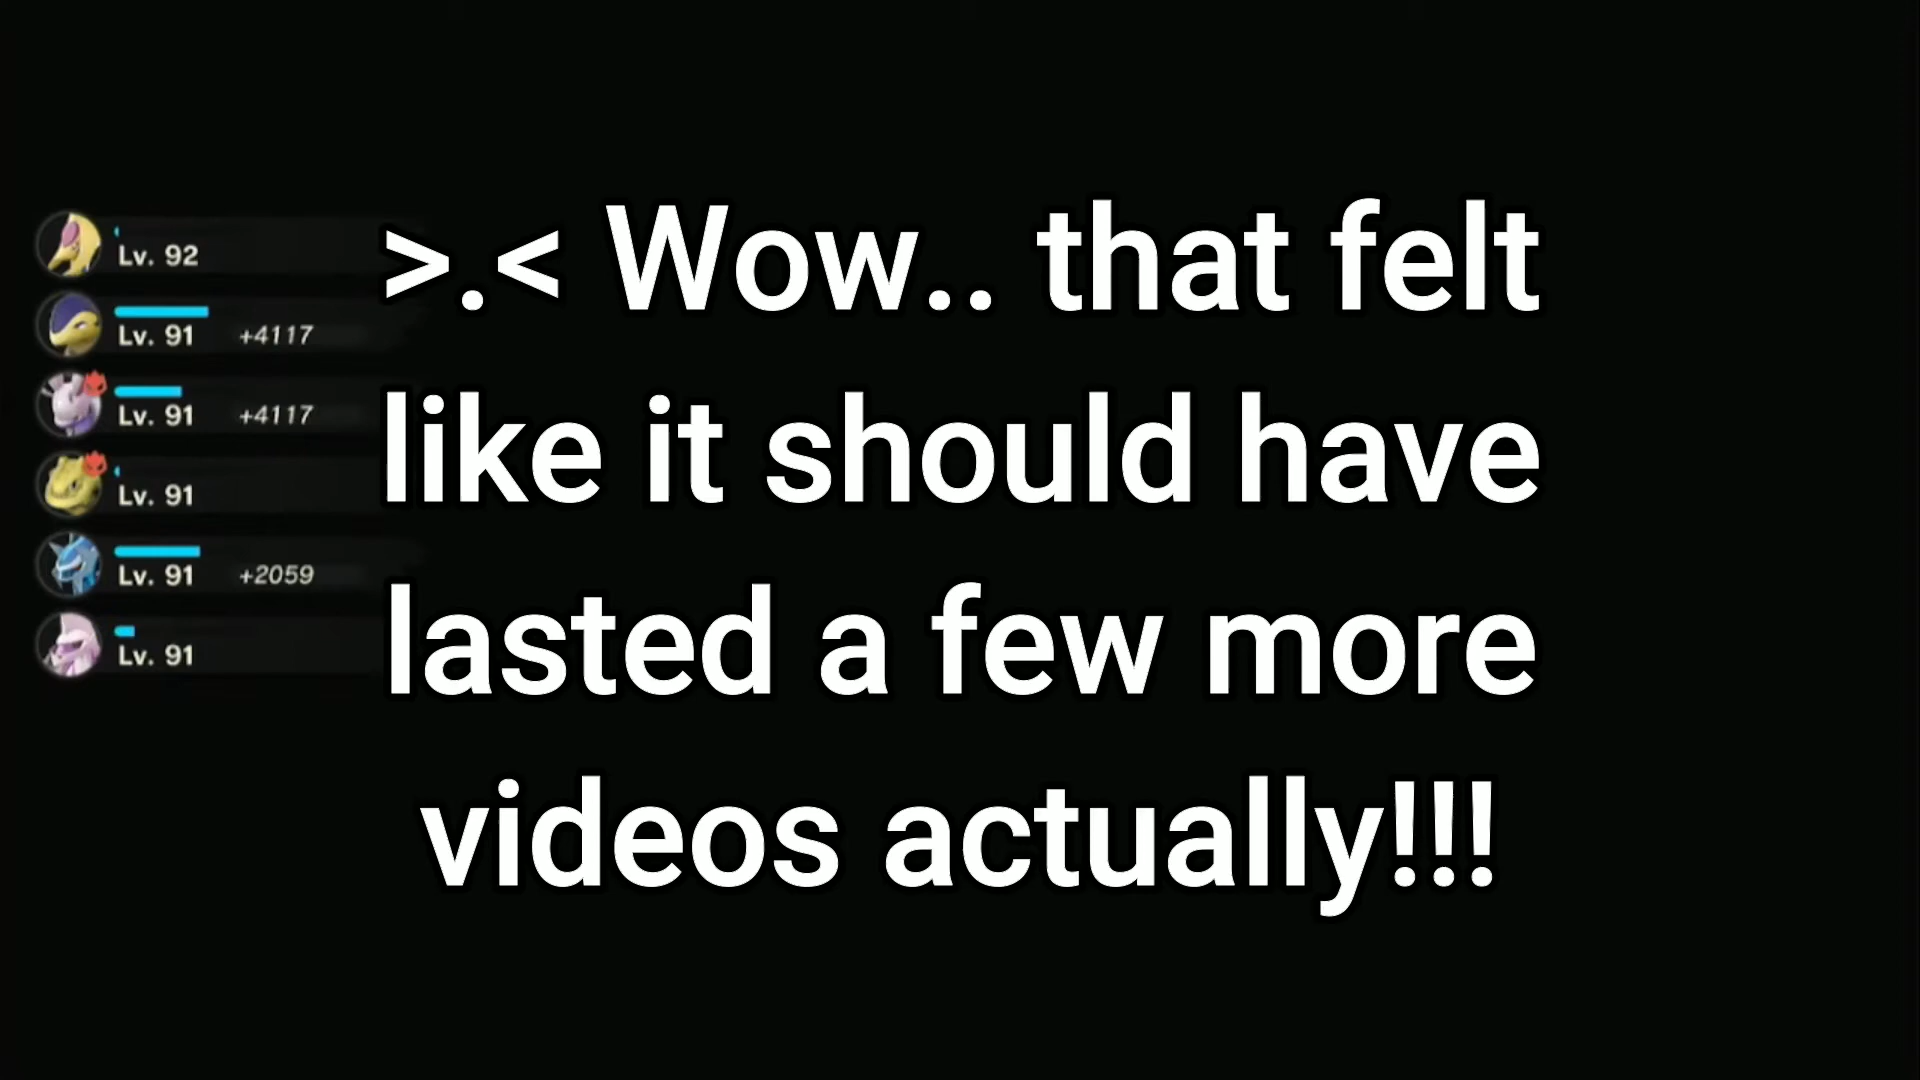 Lv. 92
Lv. 91 +4117
Lv. 91 +4117
Lv. 91
Lv. 91 +2059
Lv. 91
>.< Wow.. that felt
like it should have
lasted a few more
videos actually!!!